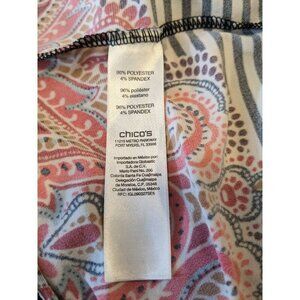 96% POLYESTER
4% SPANDEX
96% poliéster
4% elastano
96% POLYESTER
4% SPANDEX
chico's
11215 METRO PARKWAY
FORT MYERS, FL 33966
Importado en México por:
Importadora Globastic
S.A. de C.V.
Mario Pani No. 200
Colonia Santa Fe Cuajimalpa
Delegación Cuajimalpa
de Morelos, C.P. 05348
Ciudad de México, México